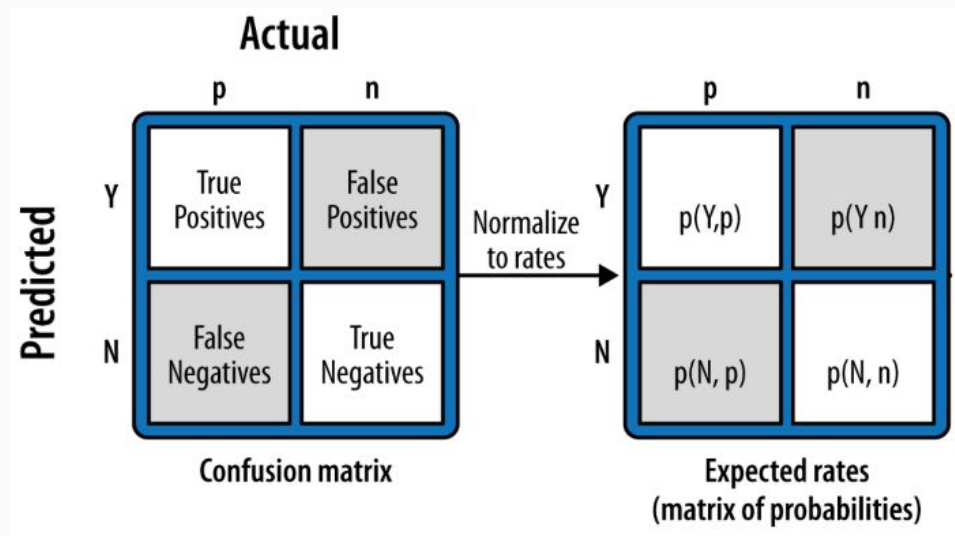 Actual
p
n
p
n
Predicted
Y
True
Positives
False
Positives
Normalize
to rates
Y
p(Y,p)
p(Y n)
N
False
Negatives
True
Negatives
N
p(N, p)
p(N, n)
Confusion matrix
Expected rates
(matrix of probabilities)